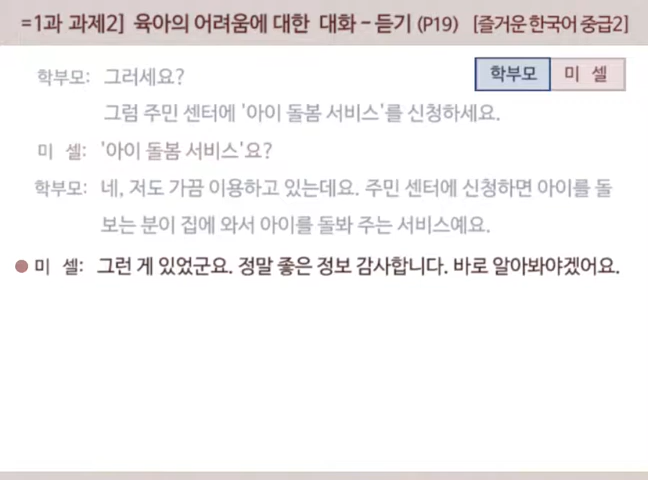 =1과 과제2] 육아의 어려움에 대한 대화 – 듣기 (P19) [즐거운 한국어 중급2]
학부모 미 셸
학부모: 그러세요?
그럼 주민 센터에 '아이 돌봄 서비스'를 신청하세요.
미 셸: '아이 돌봄 서비스'요?
학부모: 네, 저도 가끔 이용하고 있는데요. 주민 센터에 신청하면 아이를 돌
보는 분이 집에 와서 아이를 돌봐 주는 서비스예요.
미 셸: 그런 게 있었군요. 정말 좋은 정보 감사합니다. 바로 알아봐야겠어요.